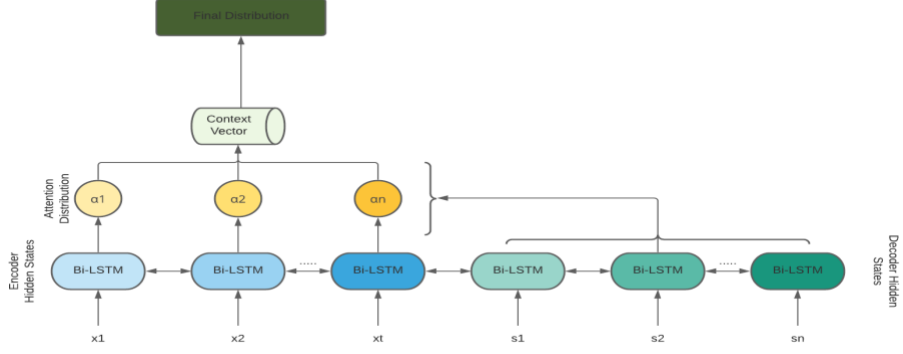 Final Distribution
Context
Vector
Attention
Distribution
α1
α2
αn
Encoder
Hidden States
Bi-LSTM
Bi-LSTM
.....
Bi-LSTM
Bi-LSTM
Bi-LSTM
.....
Bi-LSTM
Decoder Hidden
States
x1
x2
xt
s1
s2
sn